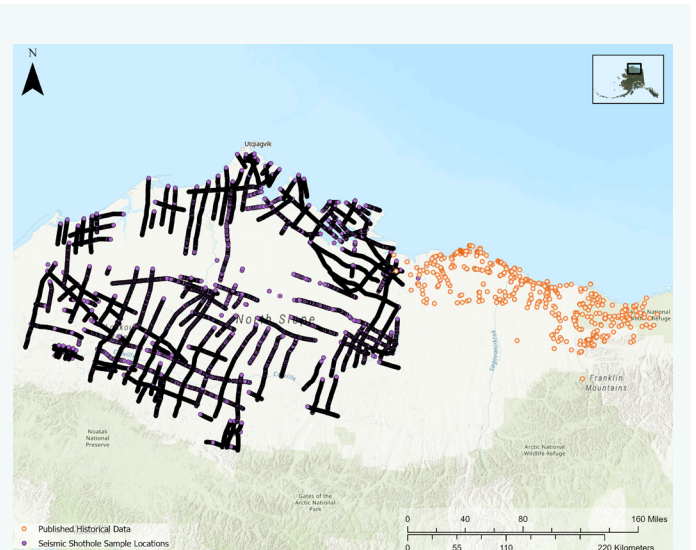 N
Utqiagvik
North Slope
Colville
Sagavanirktok
National
Refuge
Franklin
Mountains
Noatak
National
Preserve
Arctic National
Wildlife Refuge
Gates of the
Arctic National
Park
Published Historical Data
Seismic Shothole Sample Locations
0 40 80 160 Miles
0 55 110 220 Kilometers